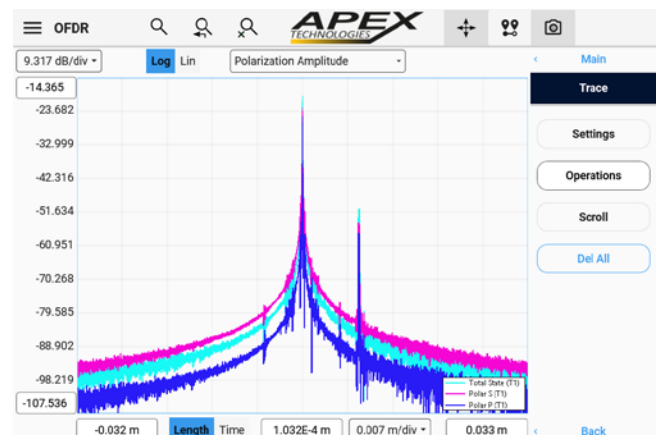 OFDR
APEX
TECHNOLOGIES
9.317 dB/div
Log Lin
Polarization Amplitude
Main
-14.365
Trace
-23.682
Settings
-32.999
Operations
-42.316
Scroll
-51.634
Del All
-60.951
-70.268
-79.585
-88.902
-98.219
-107.536
Total State (T1)
Polar S (T1)
Polar P (T1)
-0.032 m
Length Time
1.032E-4 m
0.007 m/div
0.033 m
Back